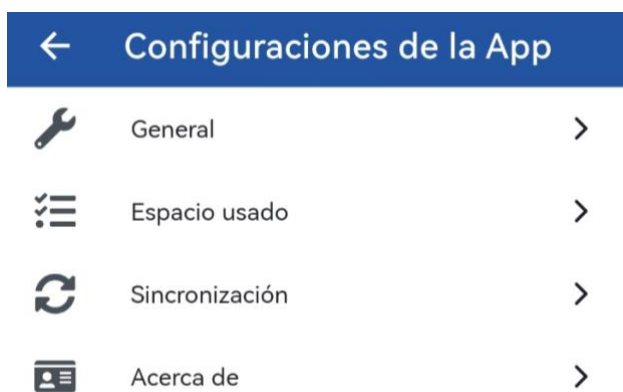 Configuraciones de la App
General
Espacio usado
Sincronización
Acerca de